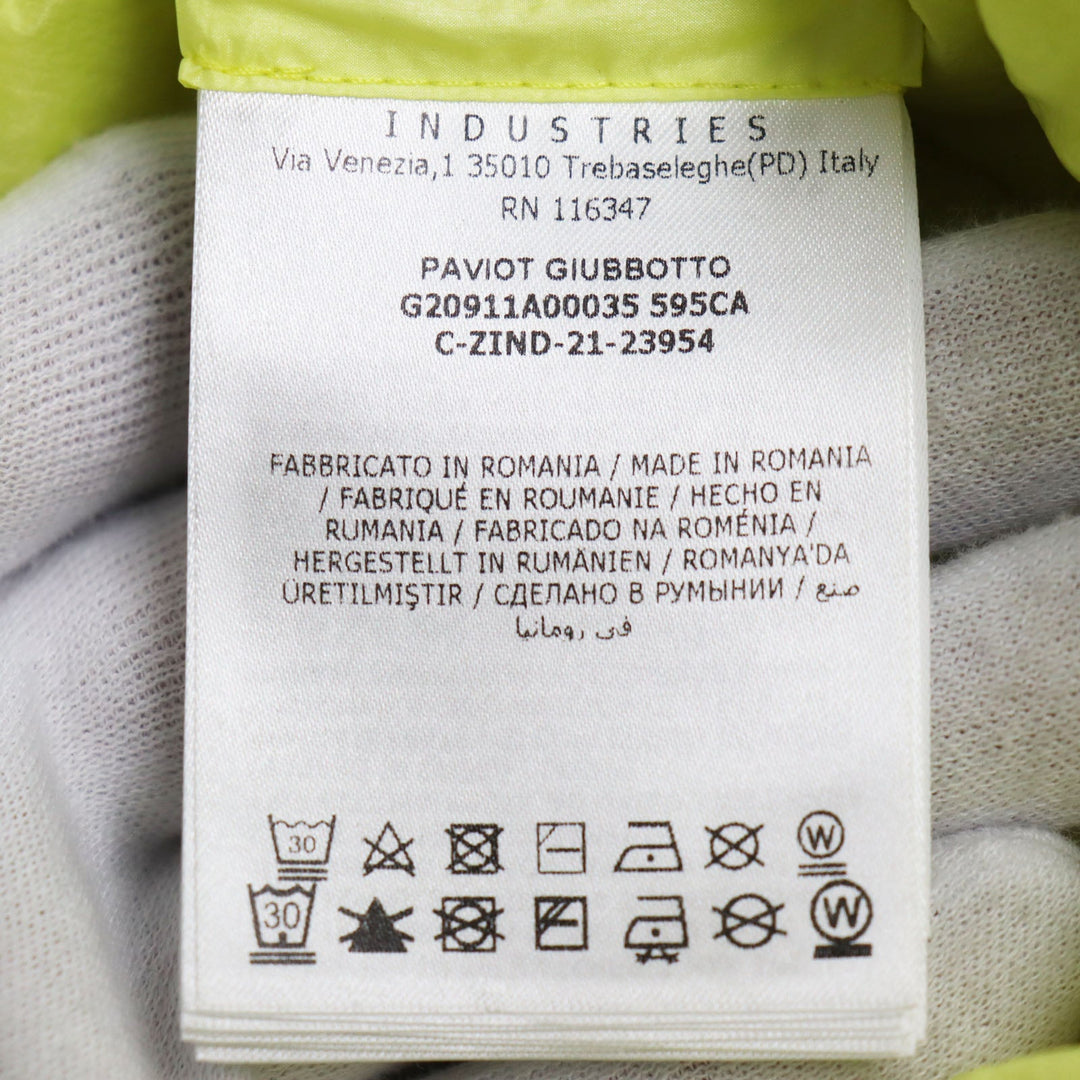 INDUSTRIES
Via Venezia,1 35010 Trebaseleghe(PD) Italy
RN 116347
PAVIOT GIUBBOTTO
G20911A00035 595CA
C-ZIND-21-23954
FABBRICATO IN ROMANIA / MADE IN ROMANIA
/ FABRIQUÉ EN ROUMANIE / HECHO EN
RUMANIA / FABRICADO NA ROMÉNIA /
HERGESTELLT IN RUMÄNIEN / ROMANYA'DA
ÜRETILMIŞTIR / СДЕЛАНО В РУМЫНИИ / صنع
في رومانيا
30 W
30 W